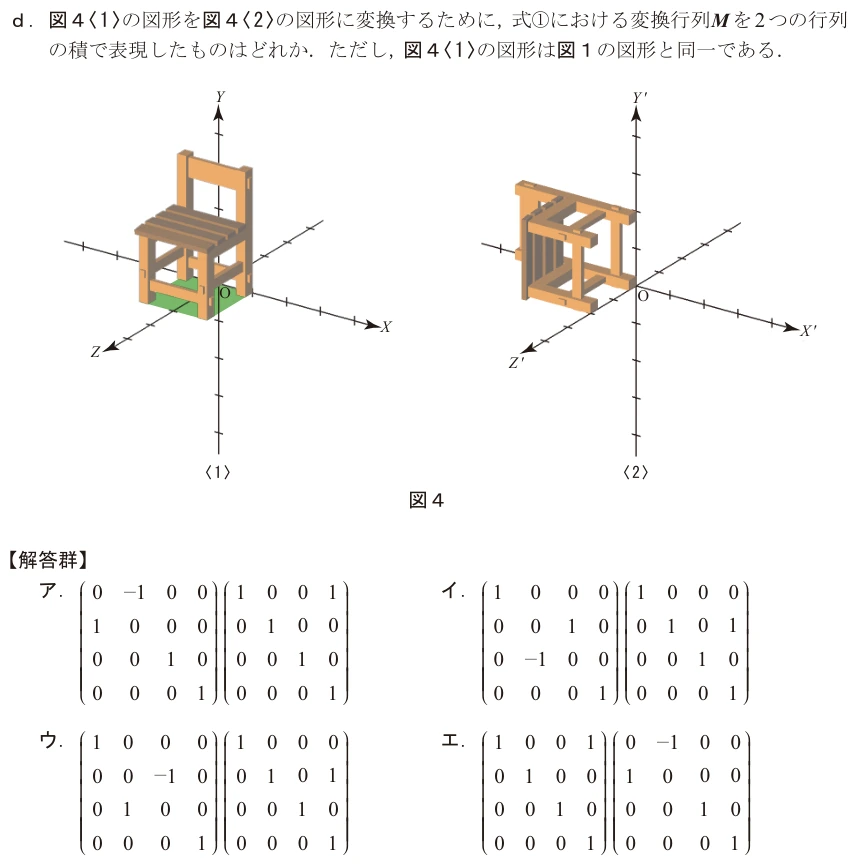 d．図4〈1〉の図形を図4〈2〉の図形に変換するために，式①における変換行列Mを2つの行列
の積で表現したものはどれか．ただし，図4〈1〉の図形は図1の図形と同一である．
Y
X
Z
O
〈1〉
Y′
X′
Z′
O
〈2〉
図4
【解答群】
ア．
0 −1 0 0 1 0 0 1
1 0 0 0 0 1 0 0
0 0 1 0 0 0 1 0
0 0 0 1 0 0 0 1
イ．
1 0 0 0 1 0 0 0
0 0 1 0 0 1 0 1
0 −1 0 0 0 0 1 0
0 0 0 1 0 0 0 1
ウ．
1 0 0 0 1 0 0 0
0 0 −1 0 0 1 0 1
0 1 0 0 0 0 1 0
0 0 0 1 0 0 0 1
エ．
1 0 0 1 0 −1 0 0
0 1 0 0 1 0 0 0
0 0 1 0 0 0 1 0
0 0 0 1 0 0 0 1